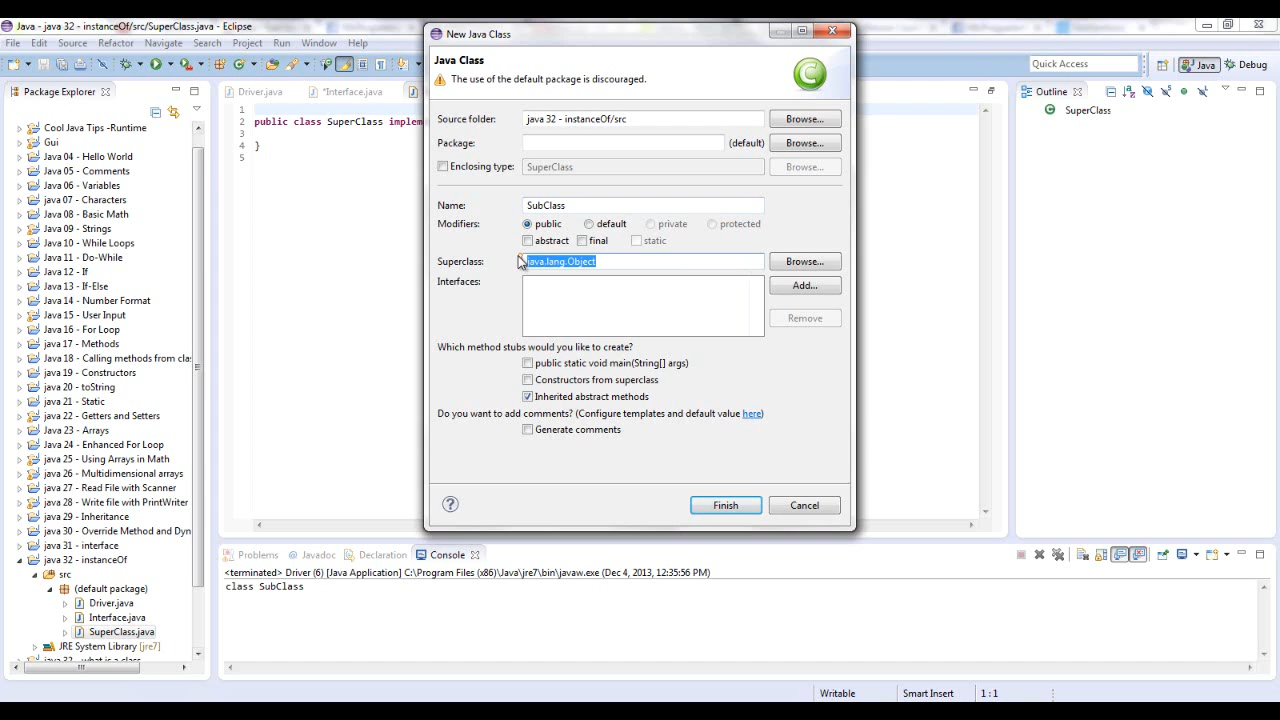 Java - java 32 - instanceOf/src/SuperClass.java - Eclipse
File Edit Source Refactor Navigate Search Project Run Window Help
Quick Access
Java
Debug
Package Explorer
Cool Java Tips -Runtime
Gui
Java 04 - Hello World
Java 05 - Comments
Java 06 - Variables
java 07 - Characters
Java 08 - Basic Math
Java 09 - Strings
Java 10 - While Loops
Java 11 - Do-While
Java 12 - If
Java 13 - If-Else
Java 14 - Number Format
Java 15 - User Input
Java 16 - For Loop
java 17 - Methods
Java 18 - Calling methods from clas
java 19 - Constructors
java 20 - toString
java 21 - Static
java 22 - Getters and Setters
Java 23 - Arrays
Java 24 - Enhanced For Loop
java 25 - Using Arrays in Math
java 26 - Multidimensional arrays
java 27 - Read File with Scanner
java 28 - Write file with PrintWriter
java 29 - Inheritance
java 30 - Override Method and Dyn
java 31 - interface
java 32 - instanceOf
src
(default package)
Driver.java
Interface.java
SuperClass.java
JRE System Library [jre7]
java 32 - what is a class
Driver.java
*Interface.java
1
2 public class SuperClass implem
3
4 }
5
New Java Class
Java Class
The use of the default package is discouraged.
Source folder: java 32 - instanceOf/src Browse...
Package: (default) Browse...
Enclosing type: SuperClass Browse...
Name: SubClass
Modifiers: public default private protected
abstract final static
Superclass: java.lang.Object Browse...
Interfaces: Add...
Remove
Which method stubs would you like to create?
public static void main(String[] args)
Constructors from superclass
Inherited abstract methods
Do you want to add comments? (Configure templates and default value here)
Generate comments
Finish Cancel
Outline
SuperClass
Problems Javadoc Declaration Console
<terminated> Driver (6) [Java Application] C:\Program Files (x86)\Java\jre7\bin\javaw.exe (Dec 4, 2013, 12:35:56 PM)
class SubClass
Writable Smart Insert 1 : 1